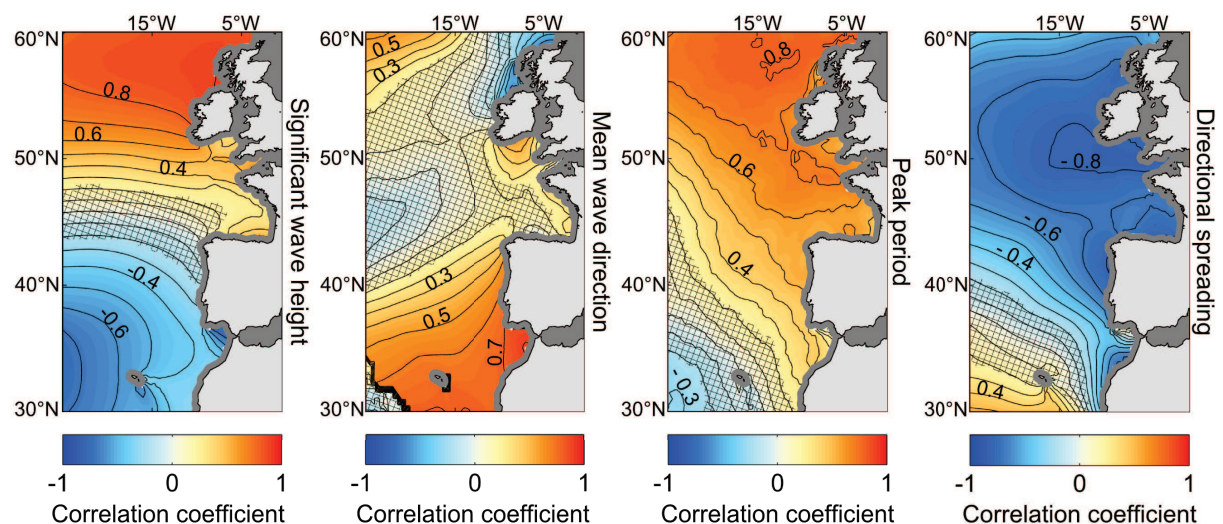 15°W 5°W
60°N
50°N
40°N
30°N
0.8
0.6
0.4
-0.4
-0.6
Significant wave height
-1 0 1
Correlation coefficient
15°W 5°W
60°N
50°N
40°N
30°N
0.5
0.3
0.3
0.5
0.7
Mean wave direction
-1 0 1
Correlation coefficient
15°W 5°W
60°N
50°N
40°N
30°N
0.8
0.6
0.4
-0.3
Peak period
-1 0 1
Correlation coefficient
15°W 5°W
60°N
50°N
40°N
30°N
-0.8
-0.6
-0.4
0.4
Directional spreading
-1 0 1
Correlation coefficient